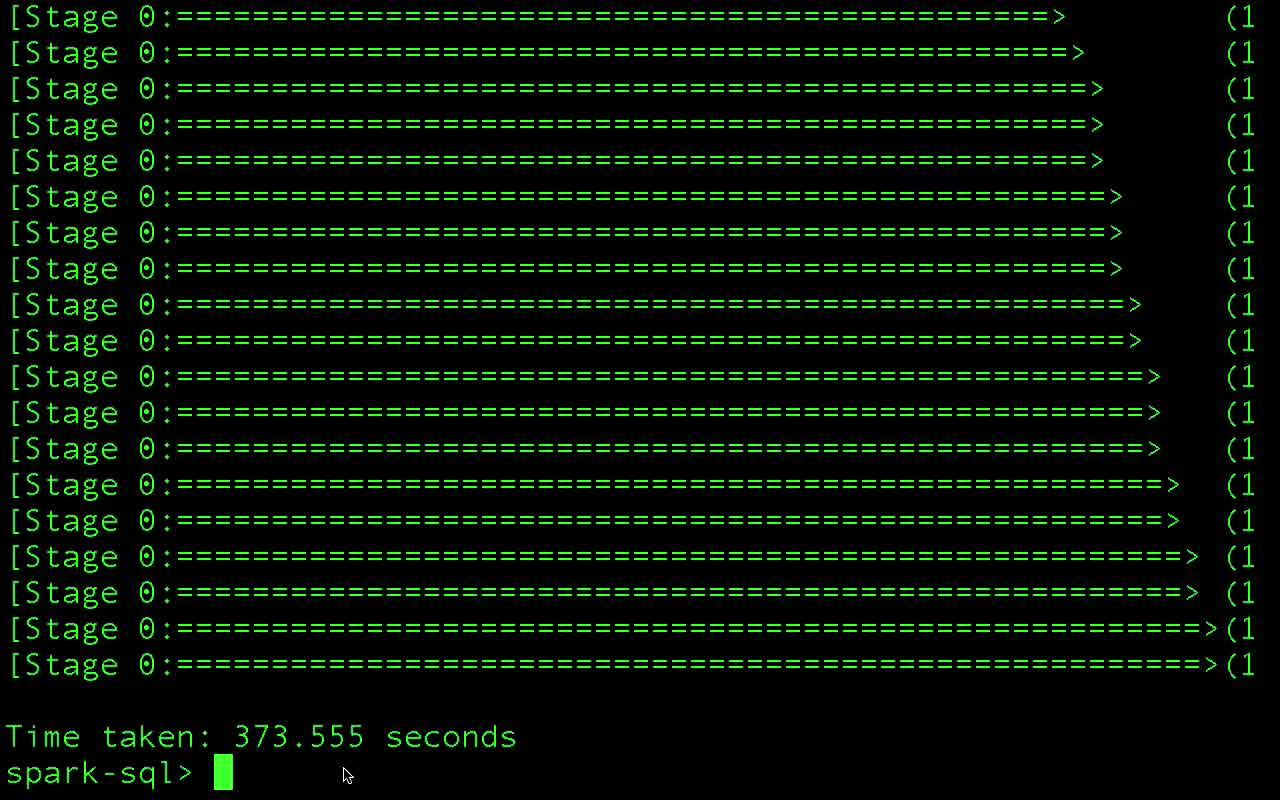 [Stage 0:==============================================>        (1
[Stage 0:===============================================>       (1
[Stage 0:================================================>      (1
[Stage 0:================================================>      (1
[Stage 0:================================================>      (1
[Stage 0:=================================================>     (1
[Stage 0:=================================================>     (1
[Stage 0:=================================================>     (1
[Stage 0:==================================================>    (1
[Stage 0:==================================================>    (1
[Stage 0:===================================================>   (1
[Stage 0:===================================================>   (1
[Stage 0:===================================================>   (1
[Stage 0:====================================================>  (1
[Stage 0:====================================================>  (1
[Stage 0:=====================================================> (1
[Stage 0:=====================================================> (1
[Stage 0:======================================================>(1
[Stage 0:======================================================>(1
Time taken: 373.555 seconds
spark-sql>